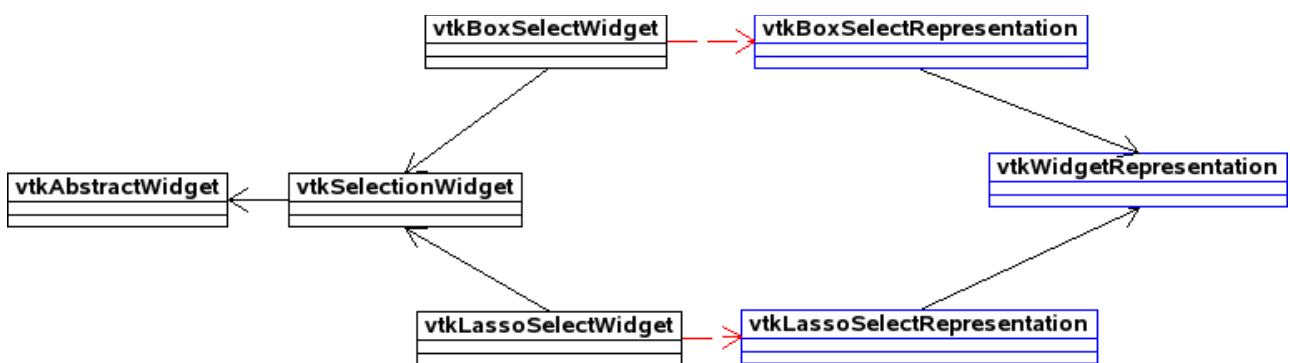 vtkBoxSelectWidget
vtkBoxSelectRepresentation
vtkWidgetRepresentation
vtkAbstractWidget
vtkSelectionWidget
vtkLassoSelectWidget
vtkLassoSelectRepresentation